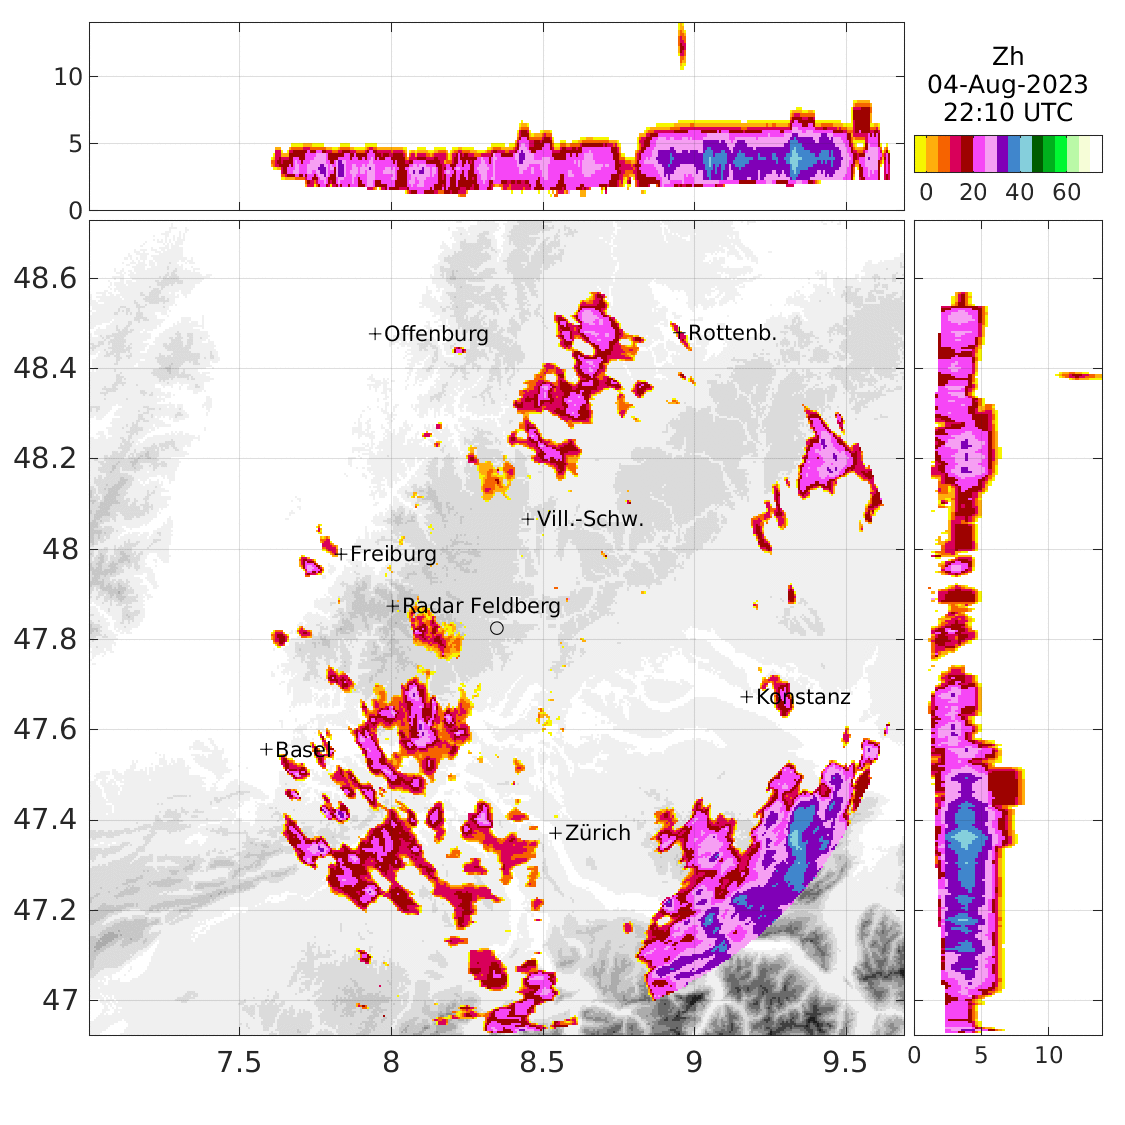 10
5
0
Zh
04-Aug-2023
22:10 UTC
0 20 40 60
48.6
48.4
48.2
48
47.8
47.6
47.4
47.2
47
+Offenburg
+Rottenb.
+Vill.-Schw.
+Freiburg
+Radar Feldberg
+Konstanz
+Basel
+Zürich
7.5 8 8.5 9 9.5
0 5 10